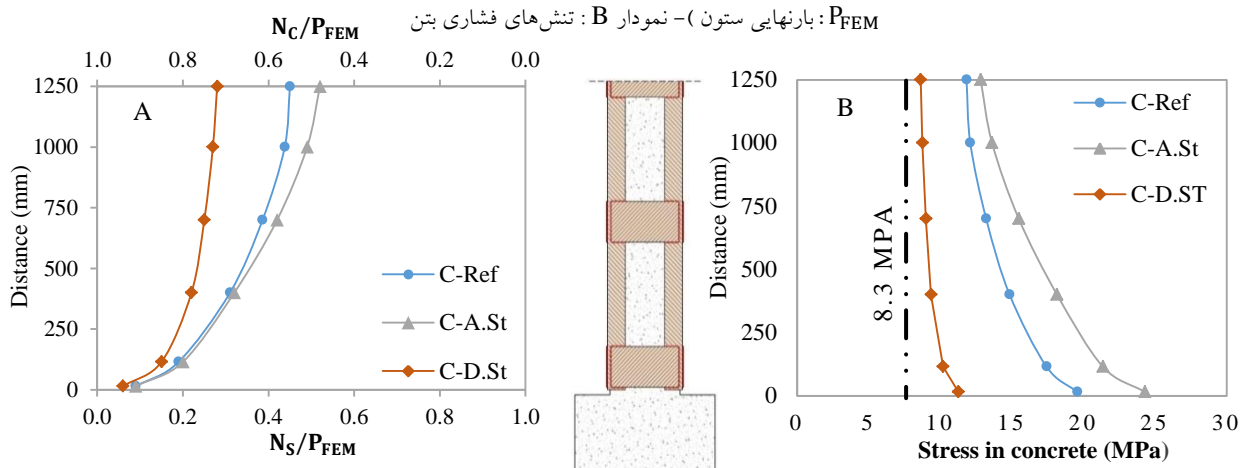 P_FEM: بارنهایی ستون )- نمودار B : تنش‌های فشاری بتن
N_C/P_FEM
1.0 0.8 0.6 0.4 0.2 0.0
A
Distance (mm)
1250
1000
750
500
250
0
C-Ref
C-A.St
C-D.St
0.0 0.2 0.4 0.6 0.8 1.0
N_S/P_FEM
B
Distance (mm)
1250
1000
750
500
250
0
8.3 MPA
C-Ref
C-A.St
C-D.ST
0 5 10 15 20 25 30
Stress in concrete (MPa)